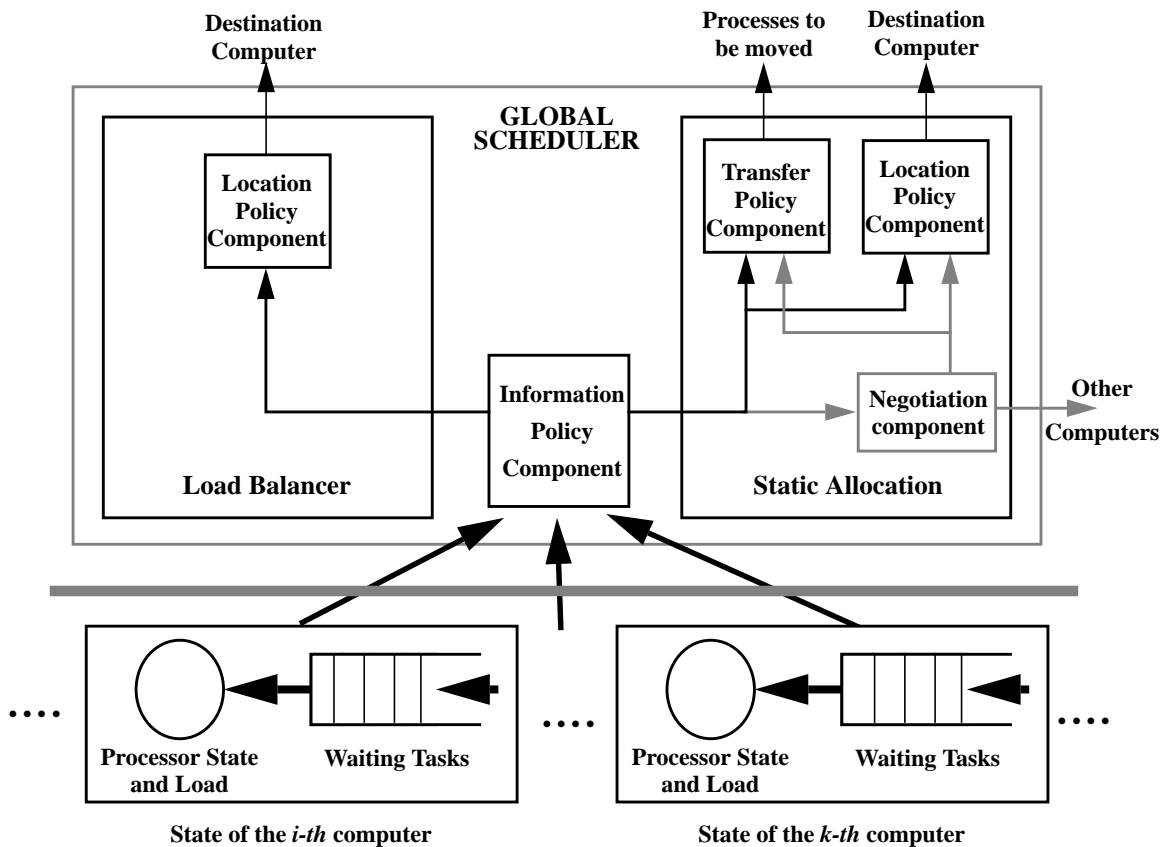 Destination
Computer
Processes to
be moved
Destination
Computer
GLOBAL
SCHEDULER
Location
Policy
Component
Transfer
Policy
Component
Location
Policy
Component
Information
Policy
Component
Negotiation
component
Other
Computers
Load Balancer
Static Allocation
....
Processor State
and Load
Waiting Tasks
....
Processor State
and Load
Waiting Tasks
....
State of the i-th computer
State of the k-th computer